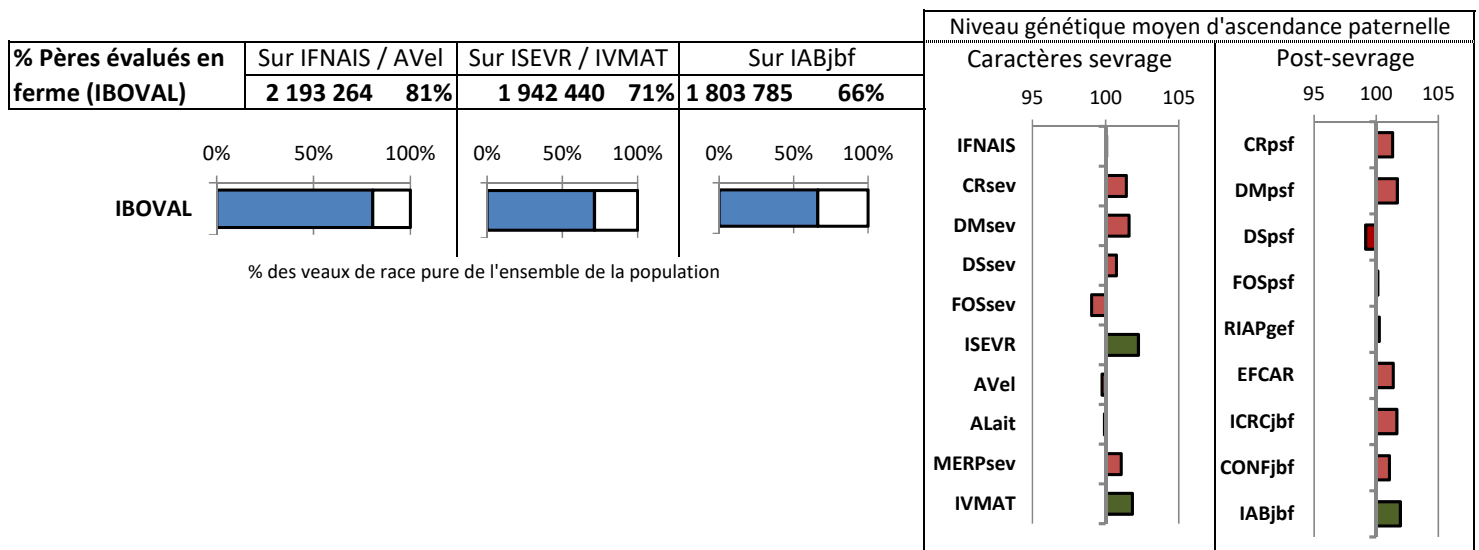 % Pères évalués en ferme (IBOVAL)
Sur IFNAIS / AVel
Sur ISEVR / IVMAT
Sur IABjbf
2 193 264 81%
1 942 440 71%
1 803 785 66%
0% 50% 100%
0% 50% 100%
0% 50% 100%
IBOVAL
% des veaux de race pure de l'ensemble de la population
Niveau génétique moyen d'ascendance paternelle
Caractères sevrage
95 100 105
IFNAIS
CRsev
DMsev
DSsev
FOSsev
ISEVR
AVel
ALait
MERPsev
IVMAT
Post-sevrage
95 100 105
CRpsf
DMpsf
DSpsf
FOSpsf
RIAPgef
EFCAR
ICRCjbf
CONFjbf
IABjbf